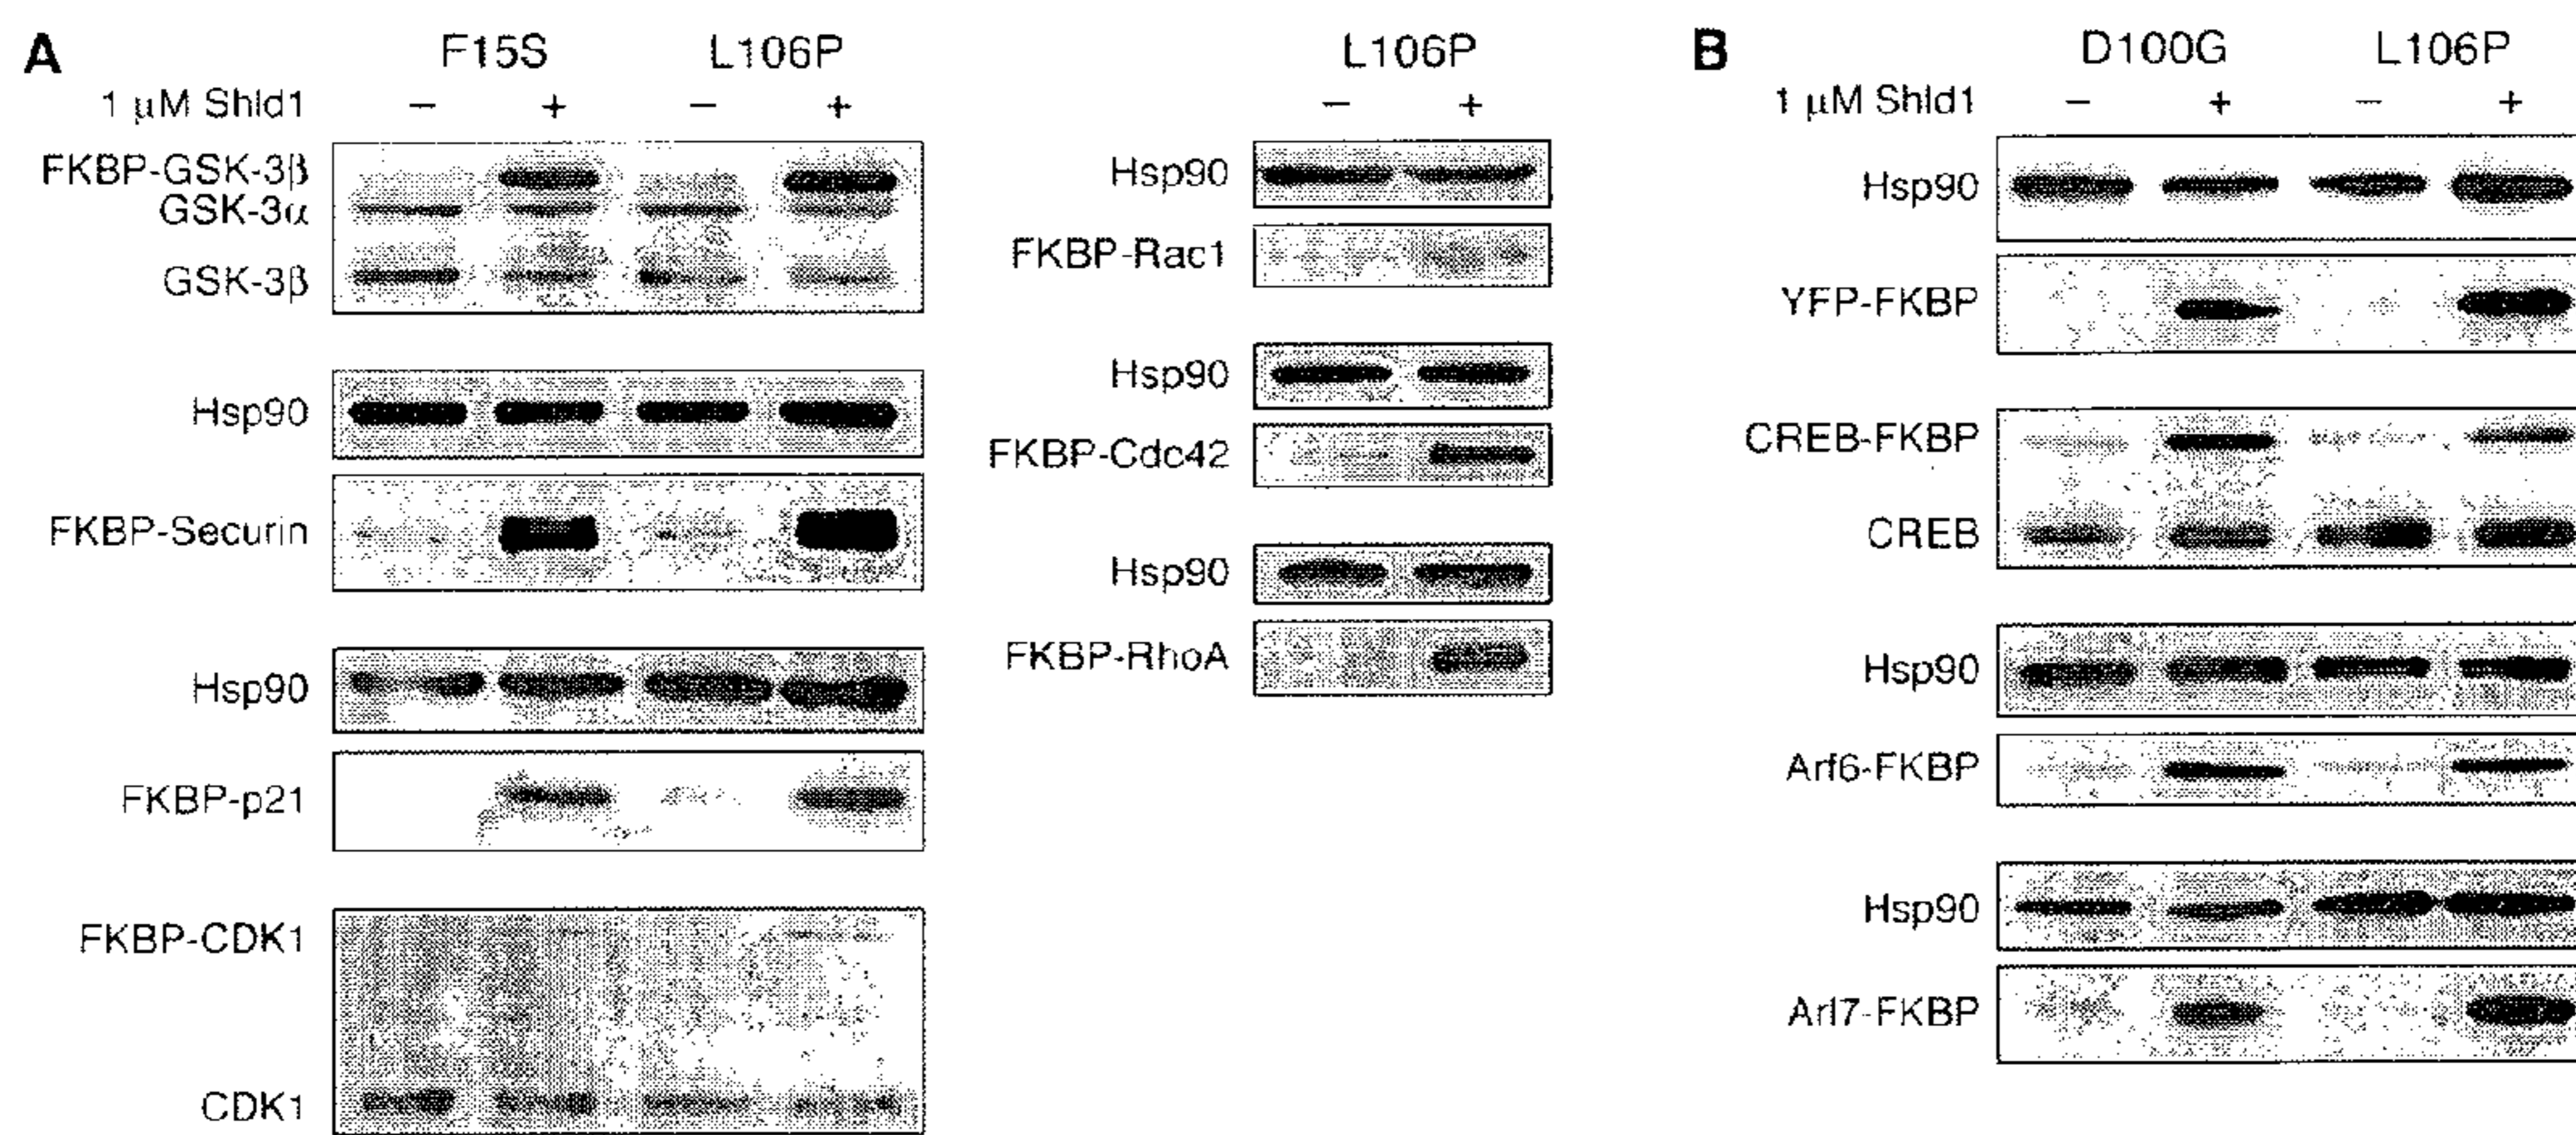 A
F15S L106P
1 μM Shld1 − + − +
FKBP-GSK-3β
GSK-3α
GSK-3β
Hsp90
FKBP-Securin
Hsp90
FKBP-p21
FKBP-CDK1
CDK1
L106P
− +
Hsp90
FKBP-Rac1
Hsp90
FKBP-Cdc42
Hsp90
FKBP-RhoA
B
D100G L106P
1 μM Shld1 − + − +
Hsp90
YFP-FKBP
CREB-FKBP
CREB
Hsp90
Arf6-FKBP
Hsp90
Arl7-FKBP